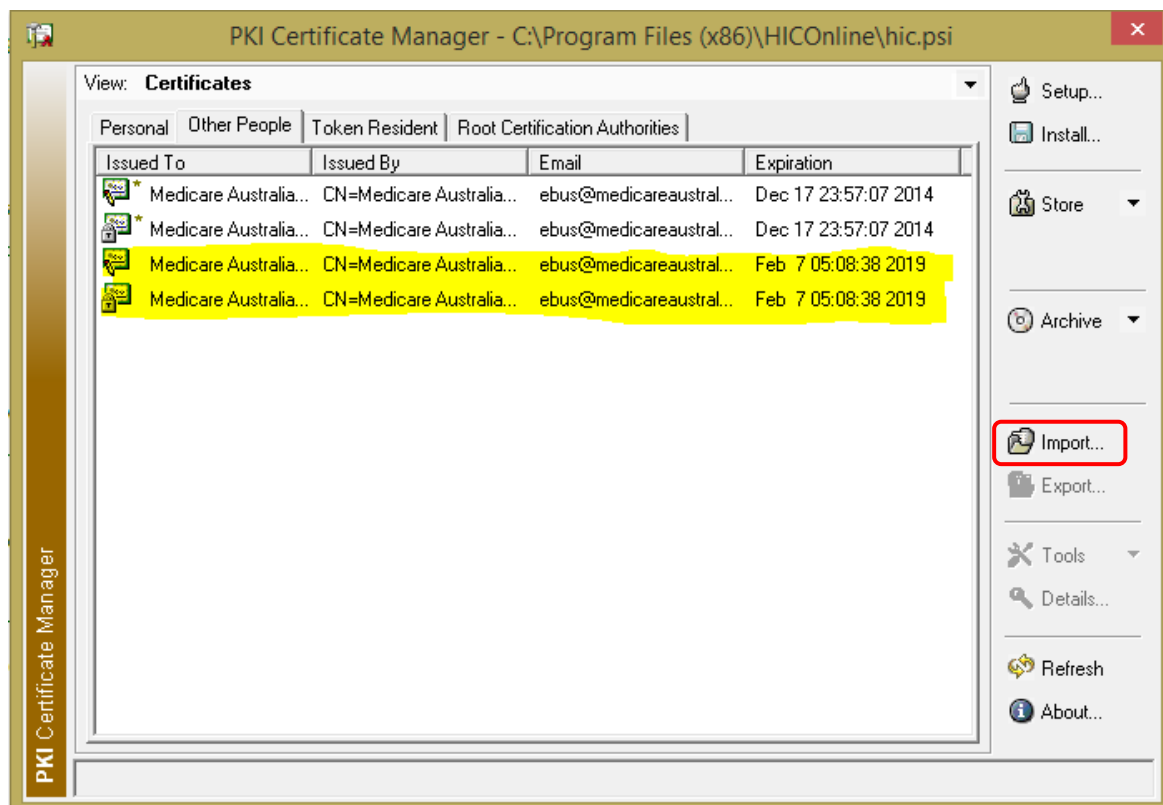 PKI Certificate Manager - C:\Program Files (x86)\HICOnline\hic.psi
View: Certificates
Personal Other People Token Resident Root Certification Authorities
Issued To Issued By Email Expiration
* Medicare Australia... CN=Medicare Australia... ebus@medicareaustral... Dec 17 23:57:07 2014
* Medicare Australia... CN=Medicare Australia... ebus@medicareaustral... Dec 17 23:57:07 2014
Medicare Australia... CN=Medicare Australia... ebus@medicareaustral... Feb 7 05:08:38 2019
Medicare Australia... CN=Medicare Australia... ebus@medicareaustral... Feb 7 05:08:38 2019
Setup...
Install...
Store
Archive
Import...
Export...
Tools
Details...
Refresh
About...
PKI Certificate Manager